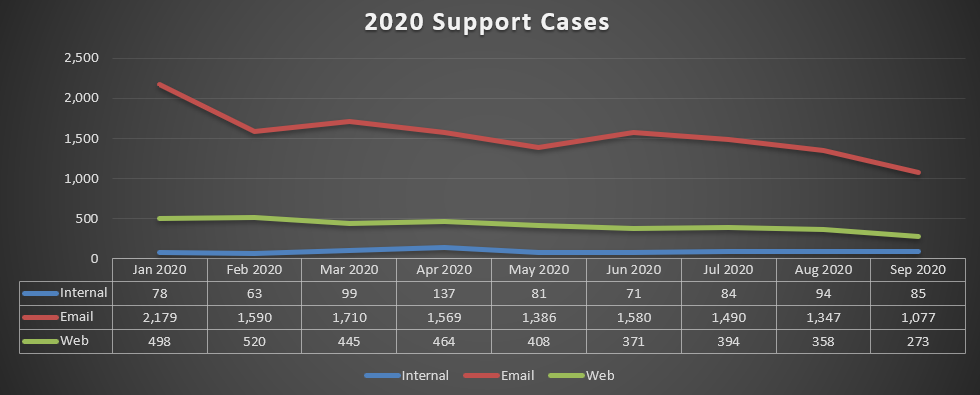 2020 Support Cases
2,500
2,000
1,500
1,000
500
0
Jan 2020 Feb 2020 Mar 2020 Apr 2020 May 2020 Jun 2020 Jul 2020 Aug 2020 Sep 2020
Internal 78 63 99 137 81 71 84 94 85
Email 2,179 1,590 1,710 1,569 1,386 1,580 1,490 1,347 1,077
Web 498 520 445 464 408 371 394 358 273
Internal Email Web